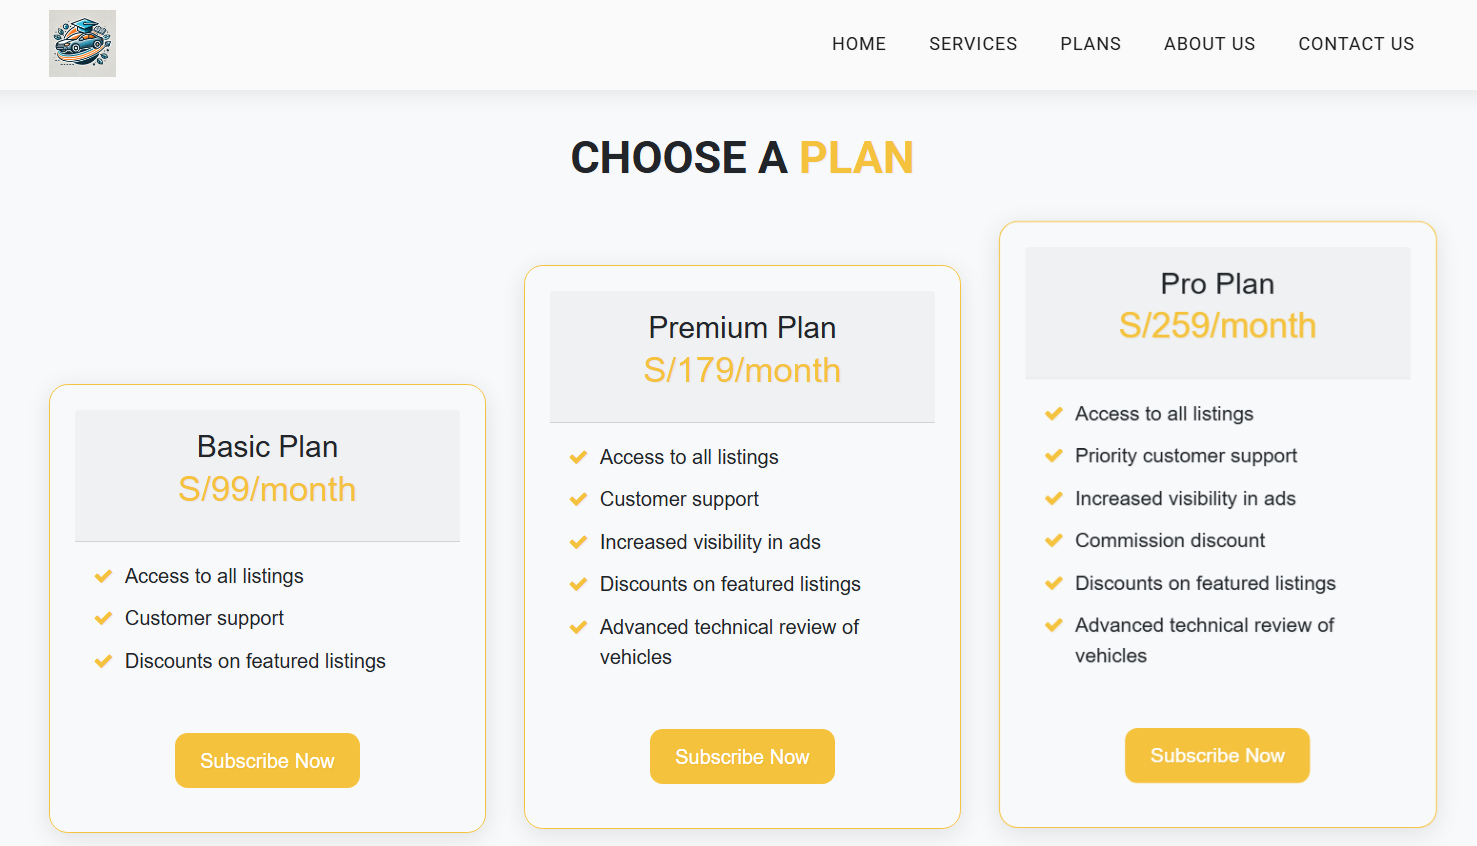 HOME
SERVICES
PLANS
ABOUT US
CONTACT US
CHOOSE A PLAN
Basic Plan
S/99/month
Access to all listings
Customer support
Discounts on featured listings
Subscribe Now
Premium Plan
S/179/month
Access to all listings
Customer support
Increased visibility in ads
Discounts on featured listings
Advanced technical review of
vehicles
Subscribe Now
Pro Plan
S/259/month
Access to all listings
Priority customer support
Increased visibility in ads
Commission discount
Discounts on featured listings
Advanced technical review of
vehicles
Subscribe Now